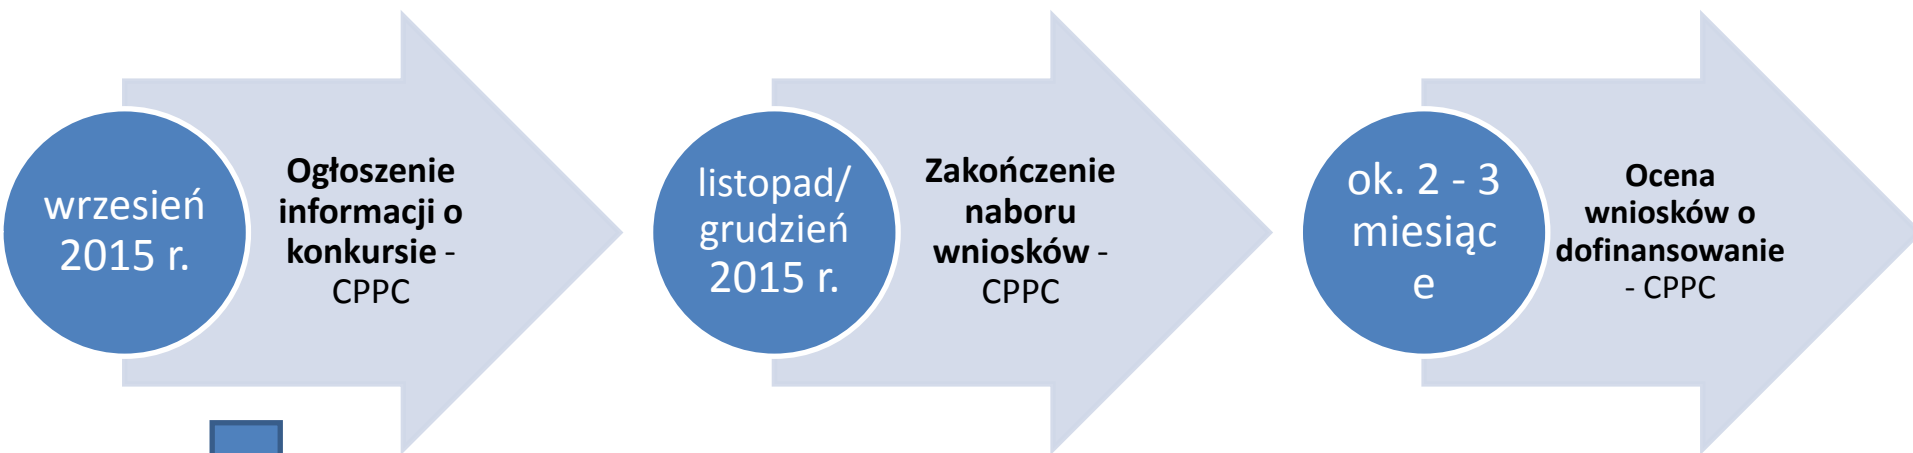 wrzesień
2015 r.
Ogłoszenie
informacji o
konkursie -
CPPC
listopad/
grudzień
2015 r.
Zakończenie
naboru
wniosków -
CPPC
ok. 2 - 3
miesiąc
e
Ocena
wniosków o
dofinansowanie
- CPPC